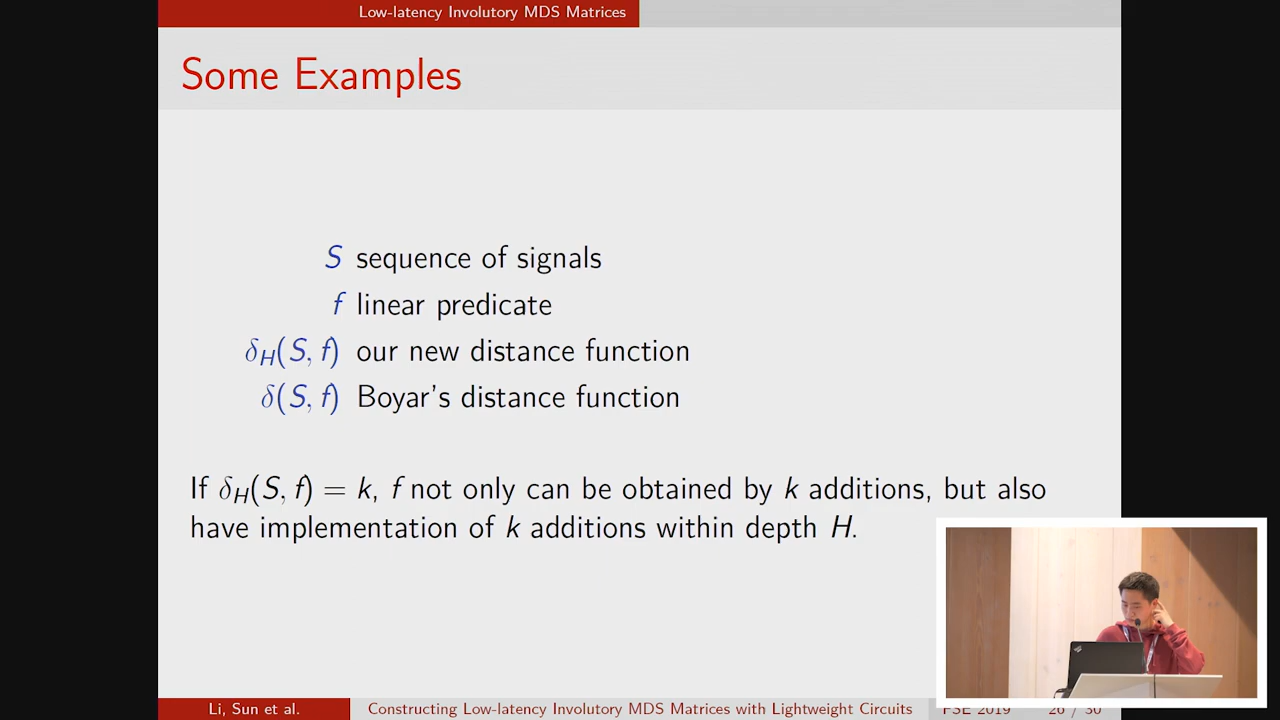 Low-latency Involutory MDS Matrices
Some Examples
S sequence of signals
f linear predicate
δ_H(S, f) our new distance function
δ(S, f) Boyar's distance function
If δ_H(S, f) = k, f not only can be obtained by k additions, but also
have implementation of k additions within depth H.
Li, Sun et al. Constructing Low-latency Involutory MDS Matrices with Lightweight Circuits FSE 2019 26 / 30